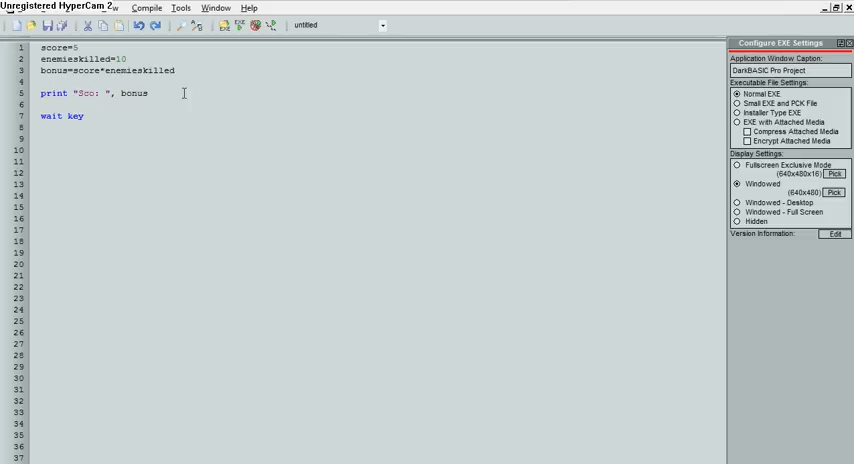 Unregistered HyperCam 2
w Compile Tools Window Help
untitled
1 score=5
2 enemieskilled=10
3 bonus=score*enemieskilled
4
5 print "Sco: ", bonus
6
7 wait key
8
9
10
11
12
13
14
15
16
17
18
19
20
21
22
23
24
25
26
27
28
29
30
31
32
33
34
35
36
37
Configure EXE Settings
Application Window Caption:
DarkBASIC Pro Project
Executable File Settings:
Normal EXE
Small EXE and PCK File
Installer Type EXE
EXE with Attached Media
Compress Attached Media
Encrypt Attached Media
Display Settings:
Fullscreen Exclusive Mode
(640x480x16) Pick
Windowed
(640x480) Pick
Windowed - Desktop
Windowed - Full Screen
Hidden
Version Information: Edit